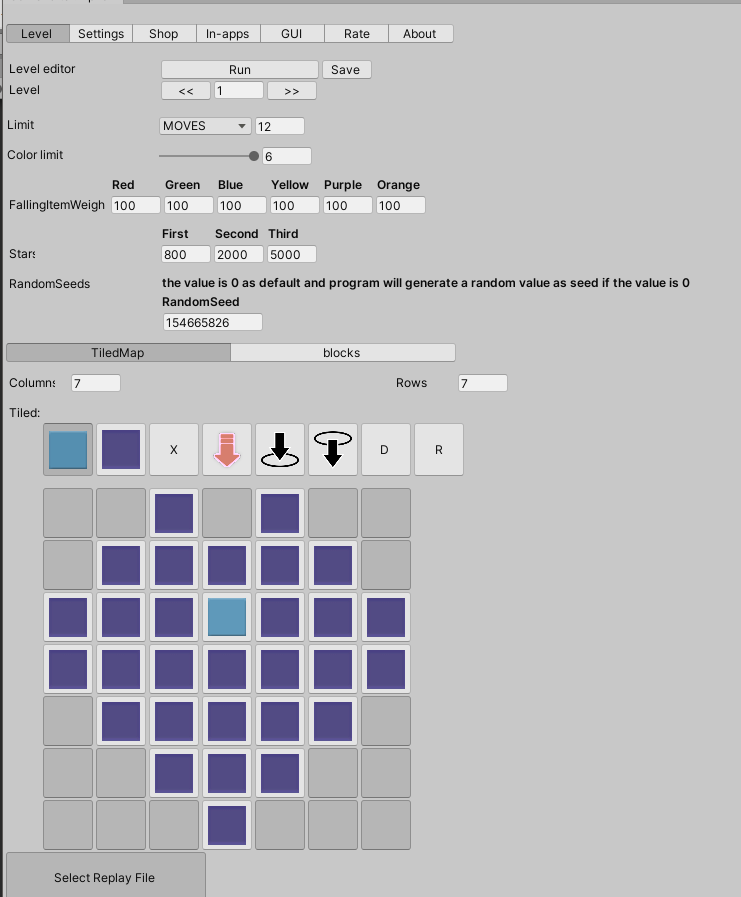 Level Settings Shop In-apps GUI Rate About
Level editor Run Save
Level << 1 >>
Limit MOVES 12
Color limit 6
Red Green Blue Yellow Purple Orange
FallingItemWeigh 100 100 100 100 100 100
First Second Third
Stars 800 2000 5000
RandomSeeds the value is 0 as default and program will generate a random value as seed if the value is 0
RandomSeed
154665826
TiledMap blocks
Columns 7 Rows 7
Tiled:
X D R
Select Replay File